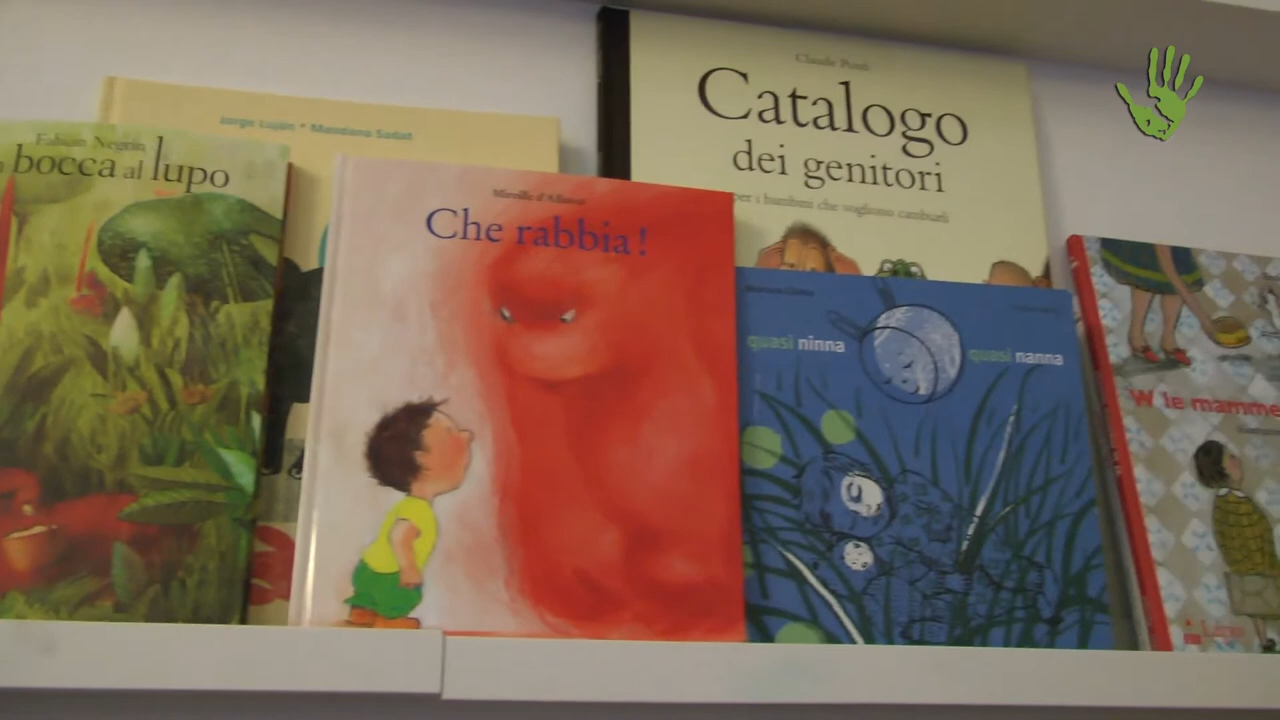 Fabian Negrin
bocca al lupo
Jorge Luján * Mandana Sadat
Mireille d'Allancé
Che rabbia!
Claude Ponti
Catalogo
dei genitori
per i bambini che vogliono cambiarli
quasi ninna
quasi nanna
W le mamme